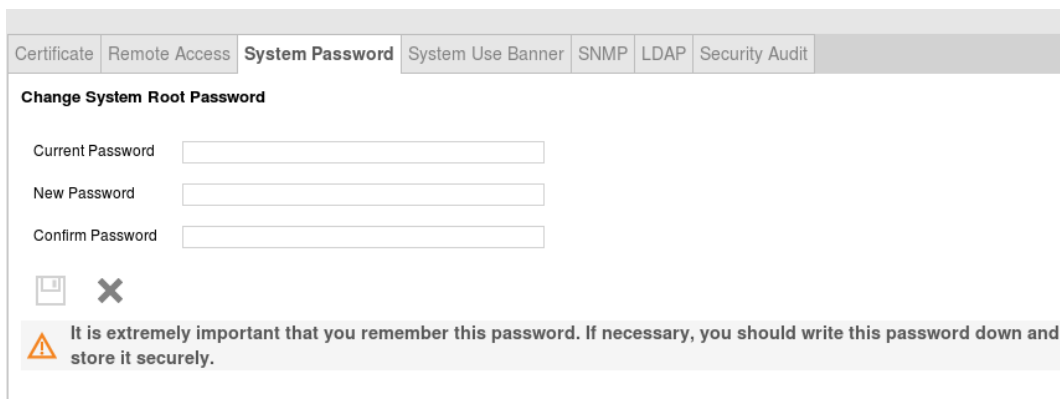 Certificate Remote Access System Password System Use Banner SNMP LDAP Security Audit
Change System Root Password
Current Password
New Password
Confirm Password
It is extremely important that you remember this password. If necessary, you should write this password down and
store it securely.